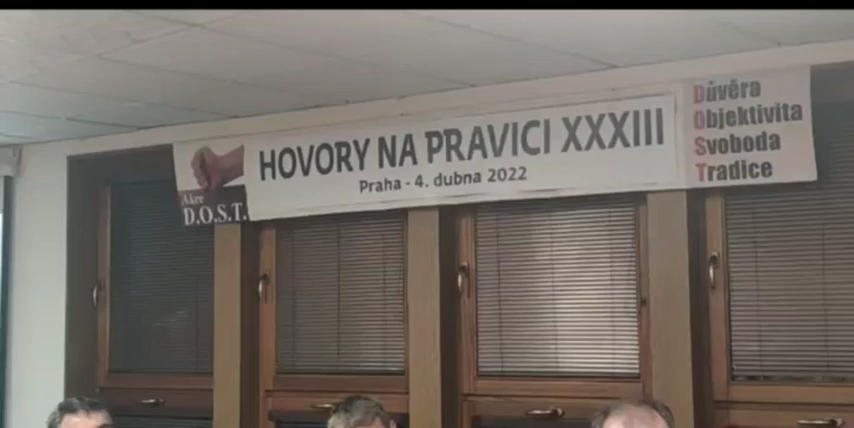 HOVORY NA PRAVICI XXXIII
Praha - 4. dubna 2022
Akce
D.O.S.T.
Důvěra
Objektivita
Svoboda
Tradice